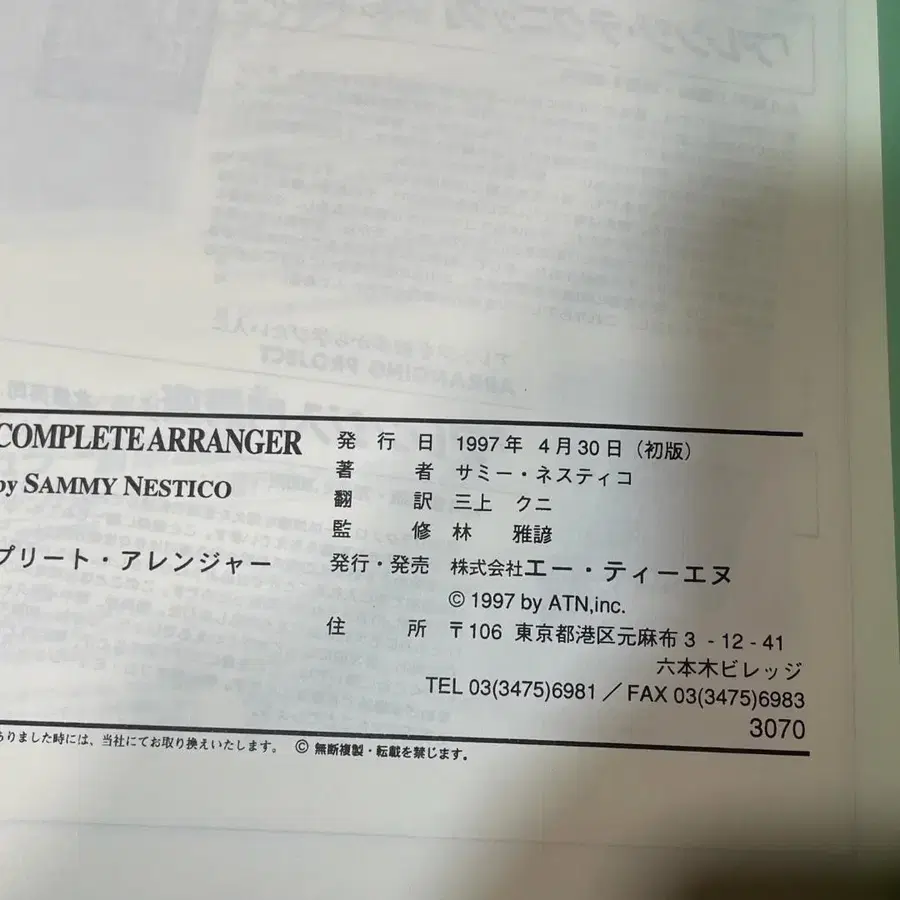 COMPLETE ARRANGER
by SAMMY NESTICO
プリート・アレンジャー
発行日 1997年 4月30日（初版）
著者 サミー・ネスティコ
翻訳 三上 クニ
監修 林 雅諺
発行・発売 株式会社エー・ティーエヌ
© 1997 by ATN,inc.
住所 〒106 東京都港区元麻布3-12-41
六本木ビレッジ
TEL 03(3475)6981／FAX 03(3475)6983
3070
ありました時には、当社にてお取り換えいたします。 © 無断複製・転載を禁じます。